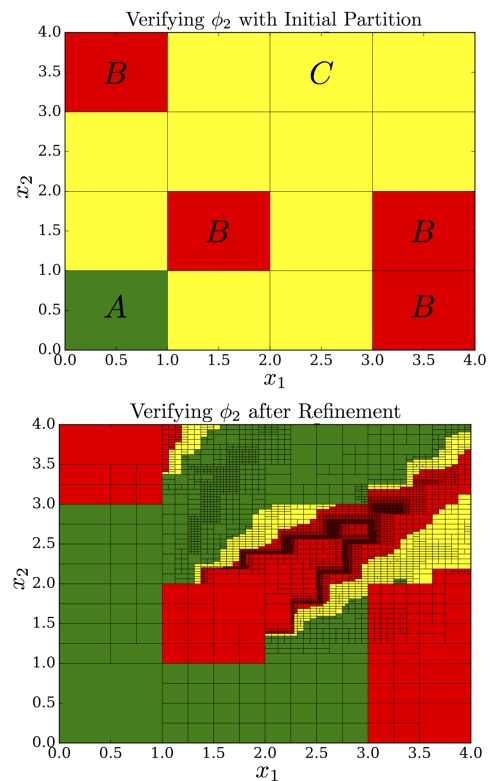 Verifying ϕ₂ with Initial Partition
4.0
3.5
3.0
2.5
2.0
1.5
1.0
0.5
0.0
x₂
B
C
B
B
A
B
0.0 0.5 1.0 1.5 2.0 2.5 3.0 3.5 4.0
x₁
Verifying ϕ₂ after Refinement
4.0
3.5
3.0
2.5
2.0
1.5
1.0
0.5
0.0
x₂
0.0 0.5 1.0 1.5 2.0 2.5 3.0 3.5 4.0
x₁